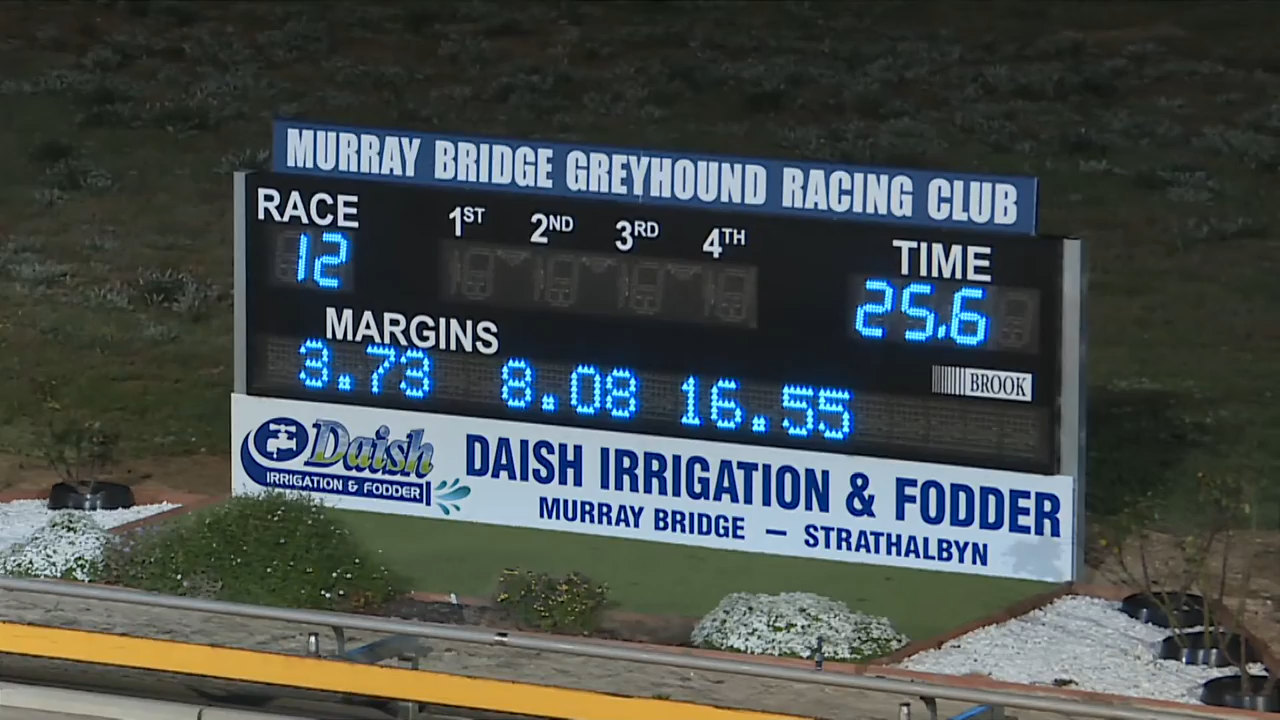 MURRAY BRIDGE GREYHOUND RACING CLUB
RACE 1ST 2ND 3RD 4TH TIME
12 25.6
MARGINS
3.73 8.08 16.55
BROOK
Daish
IRRIGATION & FODDER
DAISH IRRIGATION & FODDER
MURRAY BRIDGE — STRATHALBYN